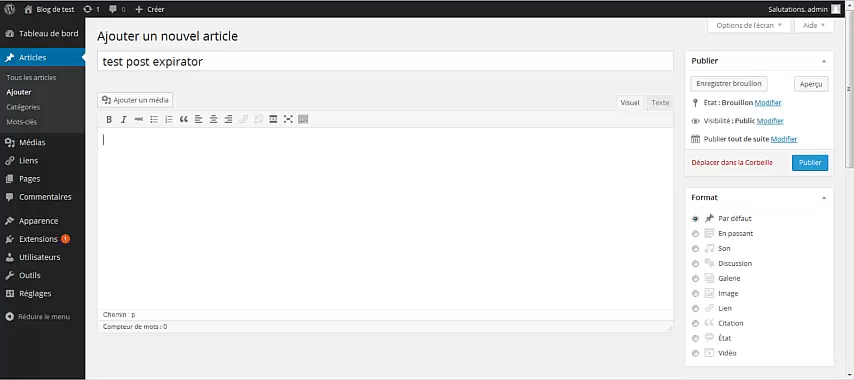 Blog de test 1 0 Créer Salutations, admin
Options de l'écran Aide
Tableau de bord
Articles
Tous les articles
Ajouter
Catégories
Mots-clés
Médias
Liens
Pages
Commentaires
Apparence
Extensions 1
Utilisateurs
Outils
Réglages
Réduire le menu
Ajouter un nouvel article
test post expirator
Ajouter un média
Visuel Texte
B I ABC
Chemin : p
Compteur de mots : 0
Publier
Enregistrer brouillon Aperçu
État : Brouillon Modifier
Visibilité : Public Modifier
Publier tout de suite Modifier
Déplacer dans la Corbeille Publier
Format
Par défaut
En passant
Son
Discussion
Galerie
Image
Lien
Citation
État
Vidéo